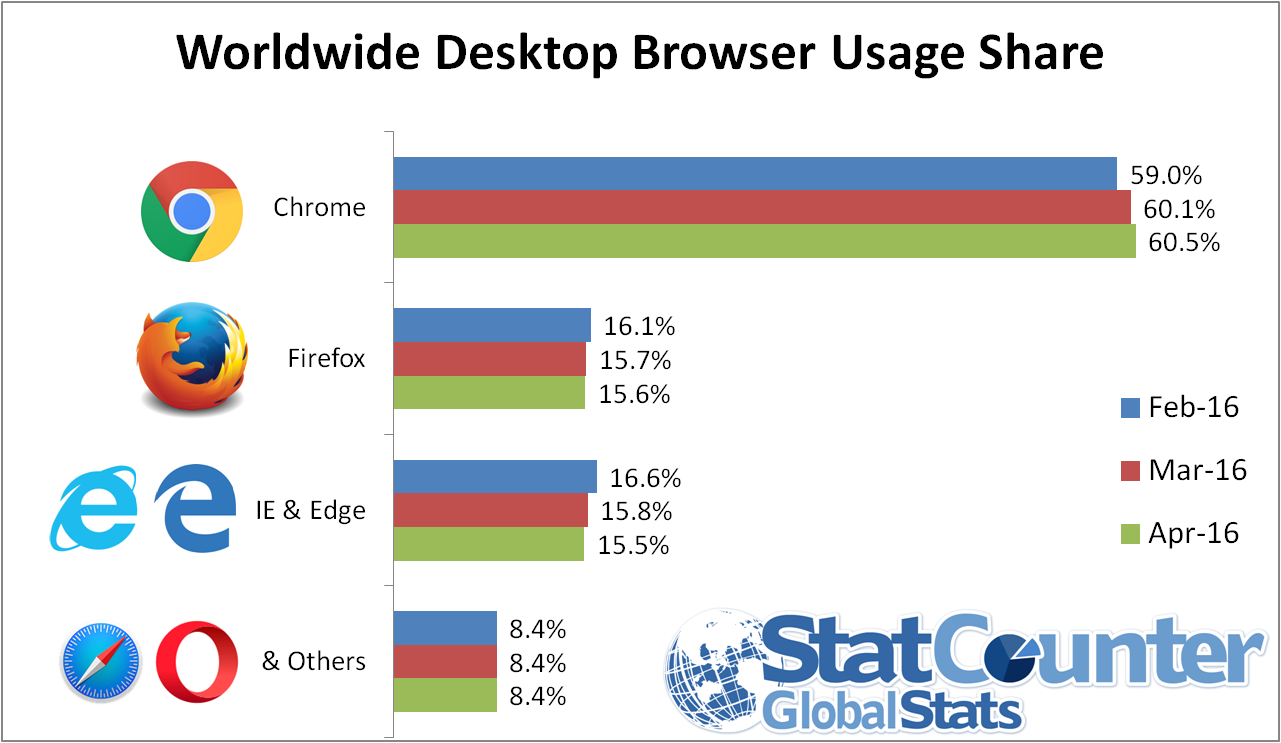 Worldwide Desktop Browser Usage Share
Chrome
59.0%
60.1%
60.5%
Firefox
16.1%
15.7%
15.6%
IE & Edge
16.6%
15.8%
15.5%
& Others
8.4%
8.4%
8.4%
Feb-16
Mar-16
Apr-16
StatCounter
GlobalStats